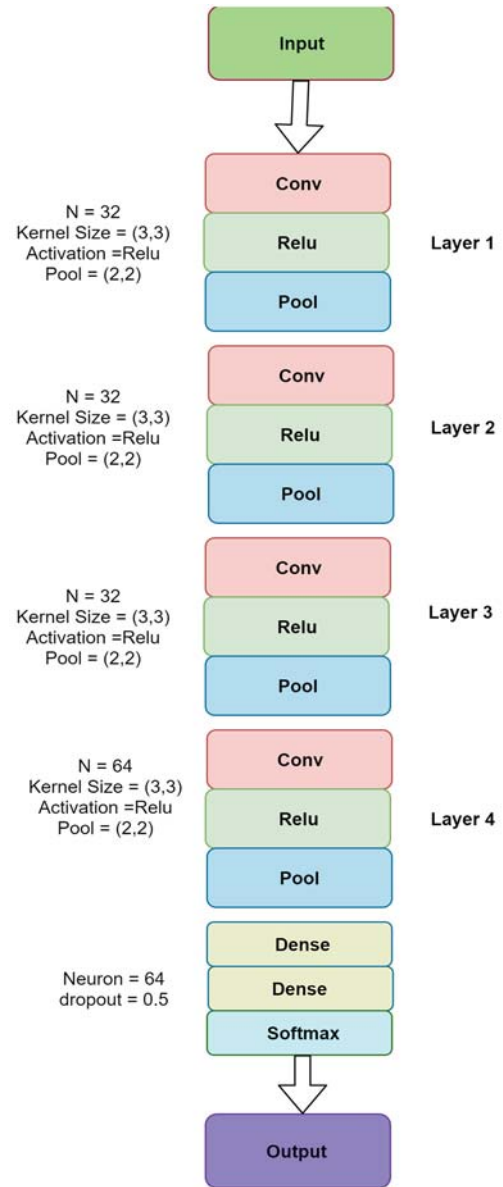 Input
Conv
N = 32
Kernel Size = (3,3)
Activation =Relu
Pool = (2,2)
Relu
Layer 1
Pool
Conv
N = 32
Kernel Size = (3,3)
Activation =Relu
Pool = (2,2)
Relu
Layer 2
Pool
Conv
N = 32
Kernel Size = (3,3)
Activation =Relu
Pool = (2,2)
Relu
Layer 3
Pool
Conv
N = 64
Kernel Size = (3,3)
Activation =Relu
Pool = (2,2)
Relu
Layer 4
Pool
Dense
Neuron = 64
dropout = 0.5
Dense
Softmax
Output